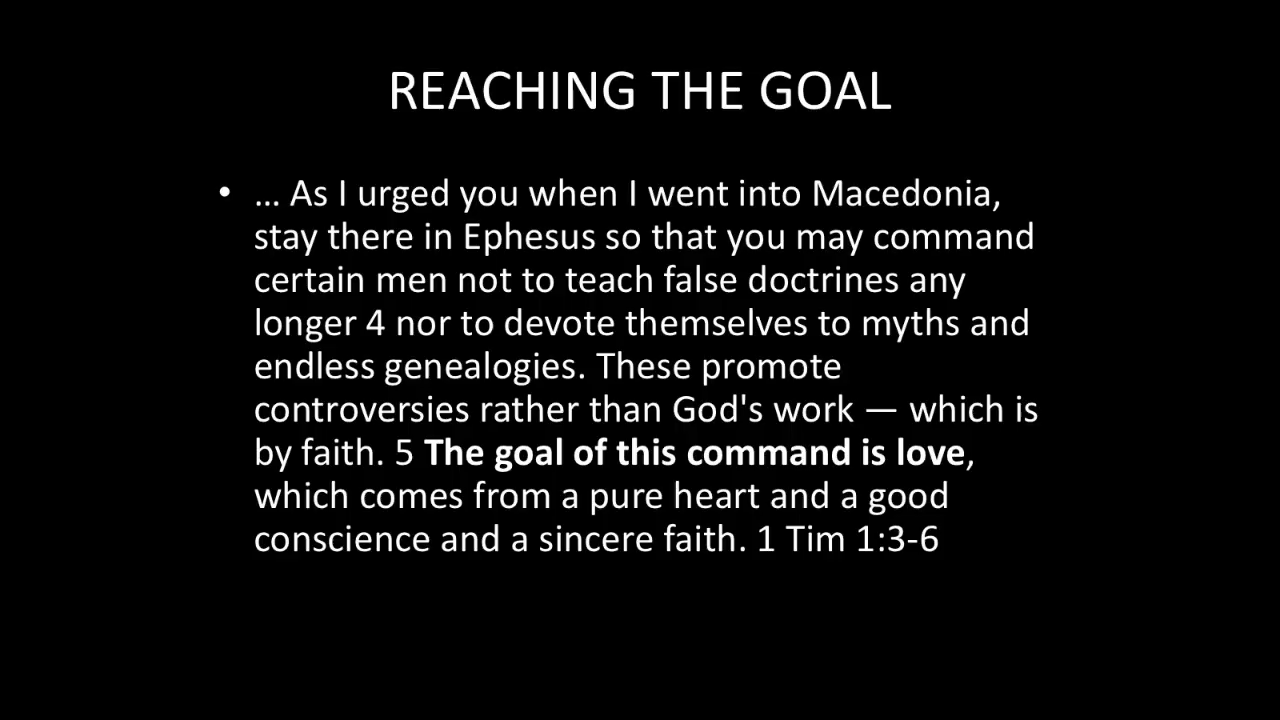 REACHING THE GOAL
• … As I urged you when I went into Macedonia,
stay there in Ephesus so that you may command
certain men not to teach false doctrines any
longer 4 nor to devote themselves to myths and
endless genealogies. These promote
controversies rather than God's work — which is
by faith. 5 The goal of this command is love,
which comes from a pure heart and a good
conscience and a sincere faith. 1 Tim 1:3-6